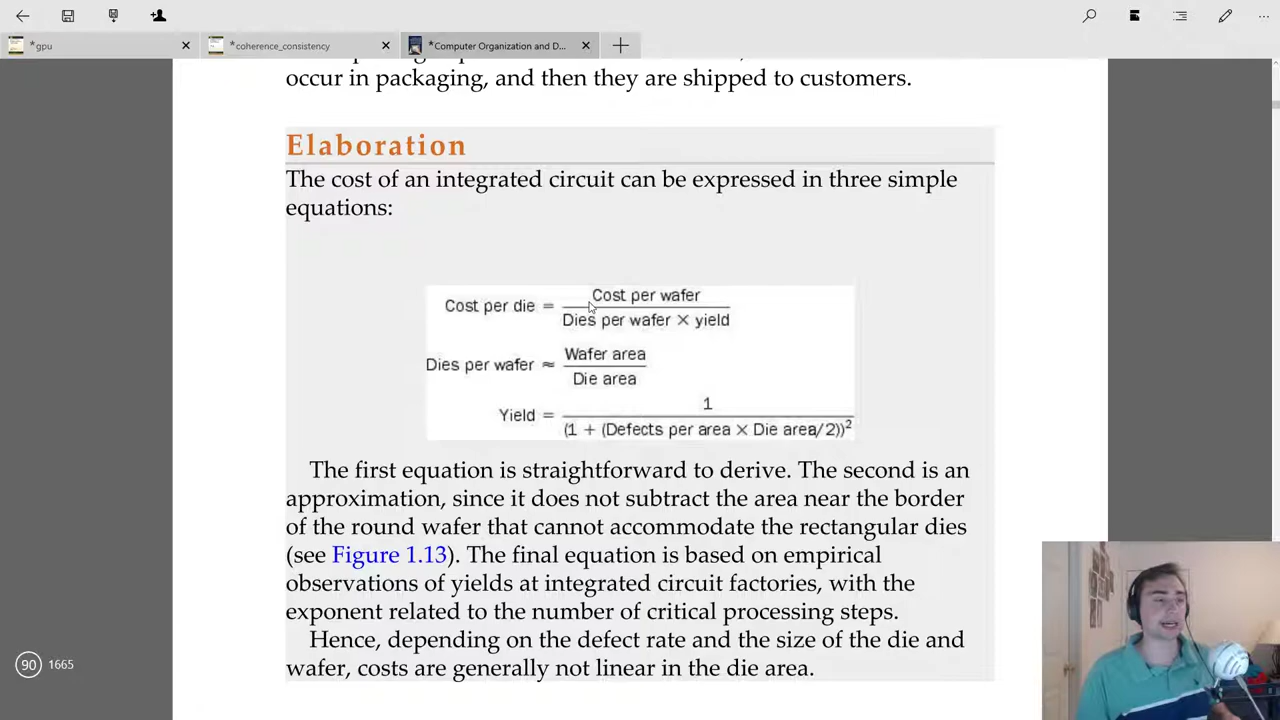 *gpu
*coherence_consistency
*Computer Organization and D...
occur in packaging, and then they are shipped to customers.
Elaboration
The cost of an integrated circuit can be expressed in three simple
equations:
Cost per die = Cost per wafer / Dies per wafer × yield
Dies per wafer ≈ Wafer area / Die area
Yield = 1 / (1 + (Defects per area × Die area/2))²
The first equation is straightforward to derive. The second is an
approximation, since it does not subtract the area near the border
of the round wafer that cannot accommodate the rectangular dies
(see Figure 1.13). The final equation is based on empirical
observations of yields at integrated circuit factories, with the
exponent related to the number of critical processing steps.
Hence, depending on the defect rate and the size of the die and
wafer, costs are generally not linear in the die area.
90 1665